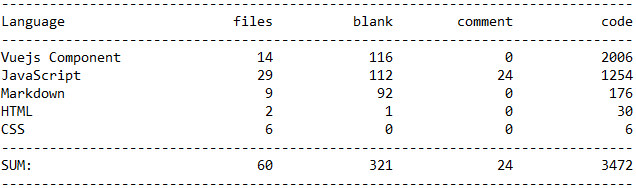 -------------------------------------------------------------------------------
Language                     files          blank        comment           code
-------------------------------------------------------------------------------
Vuejs Component                 14            116              0           2006
JavaScript                      29            112             24           1254
Markdown                         9             92              0            176
HTML                             2              1              0             30
CSS                              6              0              0              6
-------------------------------------------------------------------------------
SUM:                            60            321             24           3472
-------------------------------------------------------------------------------